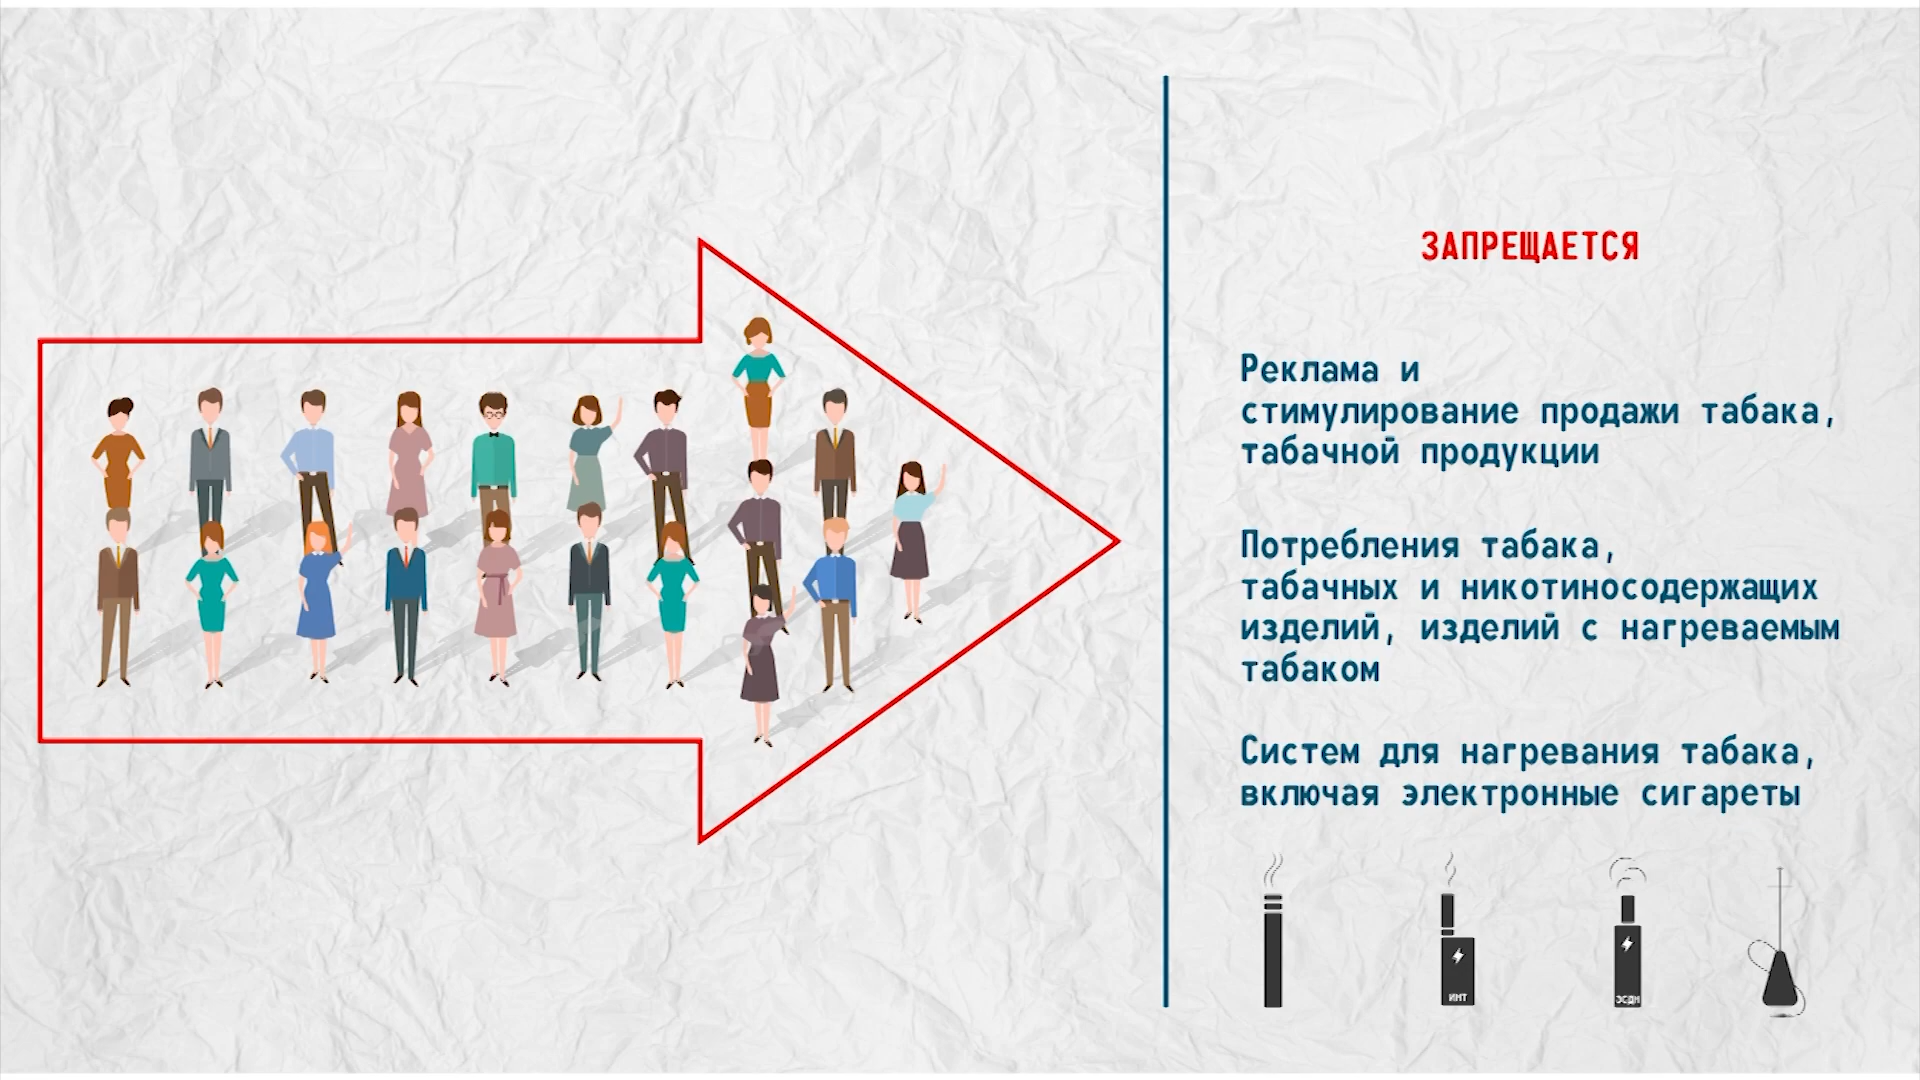 ЗАПРЕЩАЕТСЯ
Реклама и
стимулирование продажи табака,
табачной продукции
Потребления табака,
табачных и никотиносодержащих
изделий, изделий с нагреваемым
табаком
Систем для нагревания табака,
включая электронные сигареты
ИНТ
ЭСДН